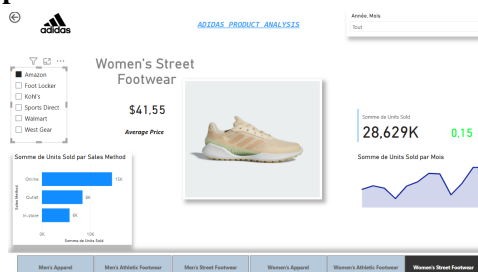 adidas
ADIDAS PRODUCT ANALYSIS
Année, Mois
Tout
Amazon
Foot Locker
Kohl's
Sports Direct
Walmart
West Gear
Women's Street
Footwear
$41,55
Average Price
Somme de Units Sold
28,629K
0,15
Somme de Units Sold par Sales Method
Sales Method
Online
15K
Outlet
8K
In-store
6K
0K
10K
Somme de Units Sold
Somme de Units Sold par Mois
Men's Apparel
Men's Athletic Footwear
Men's Street Footwear
Women's Apparel
Women's Athletic Footwear
Women's Street Footwear